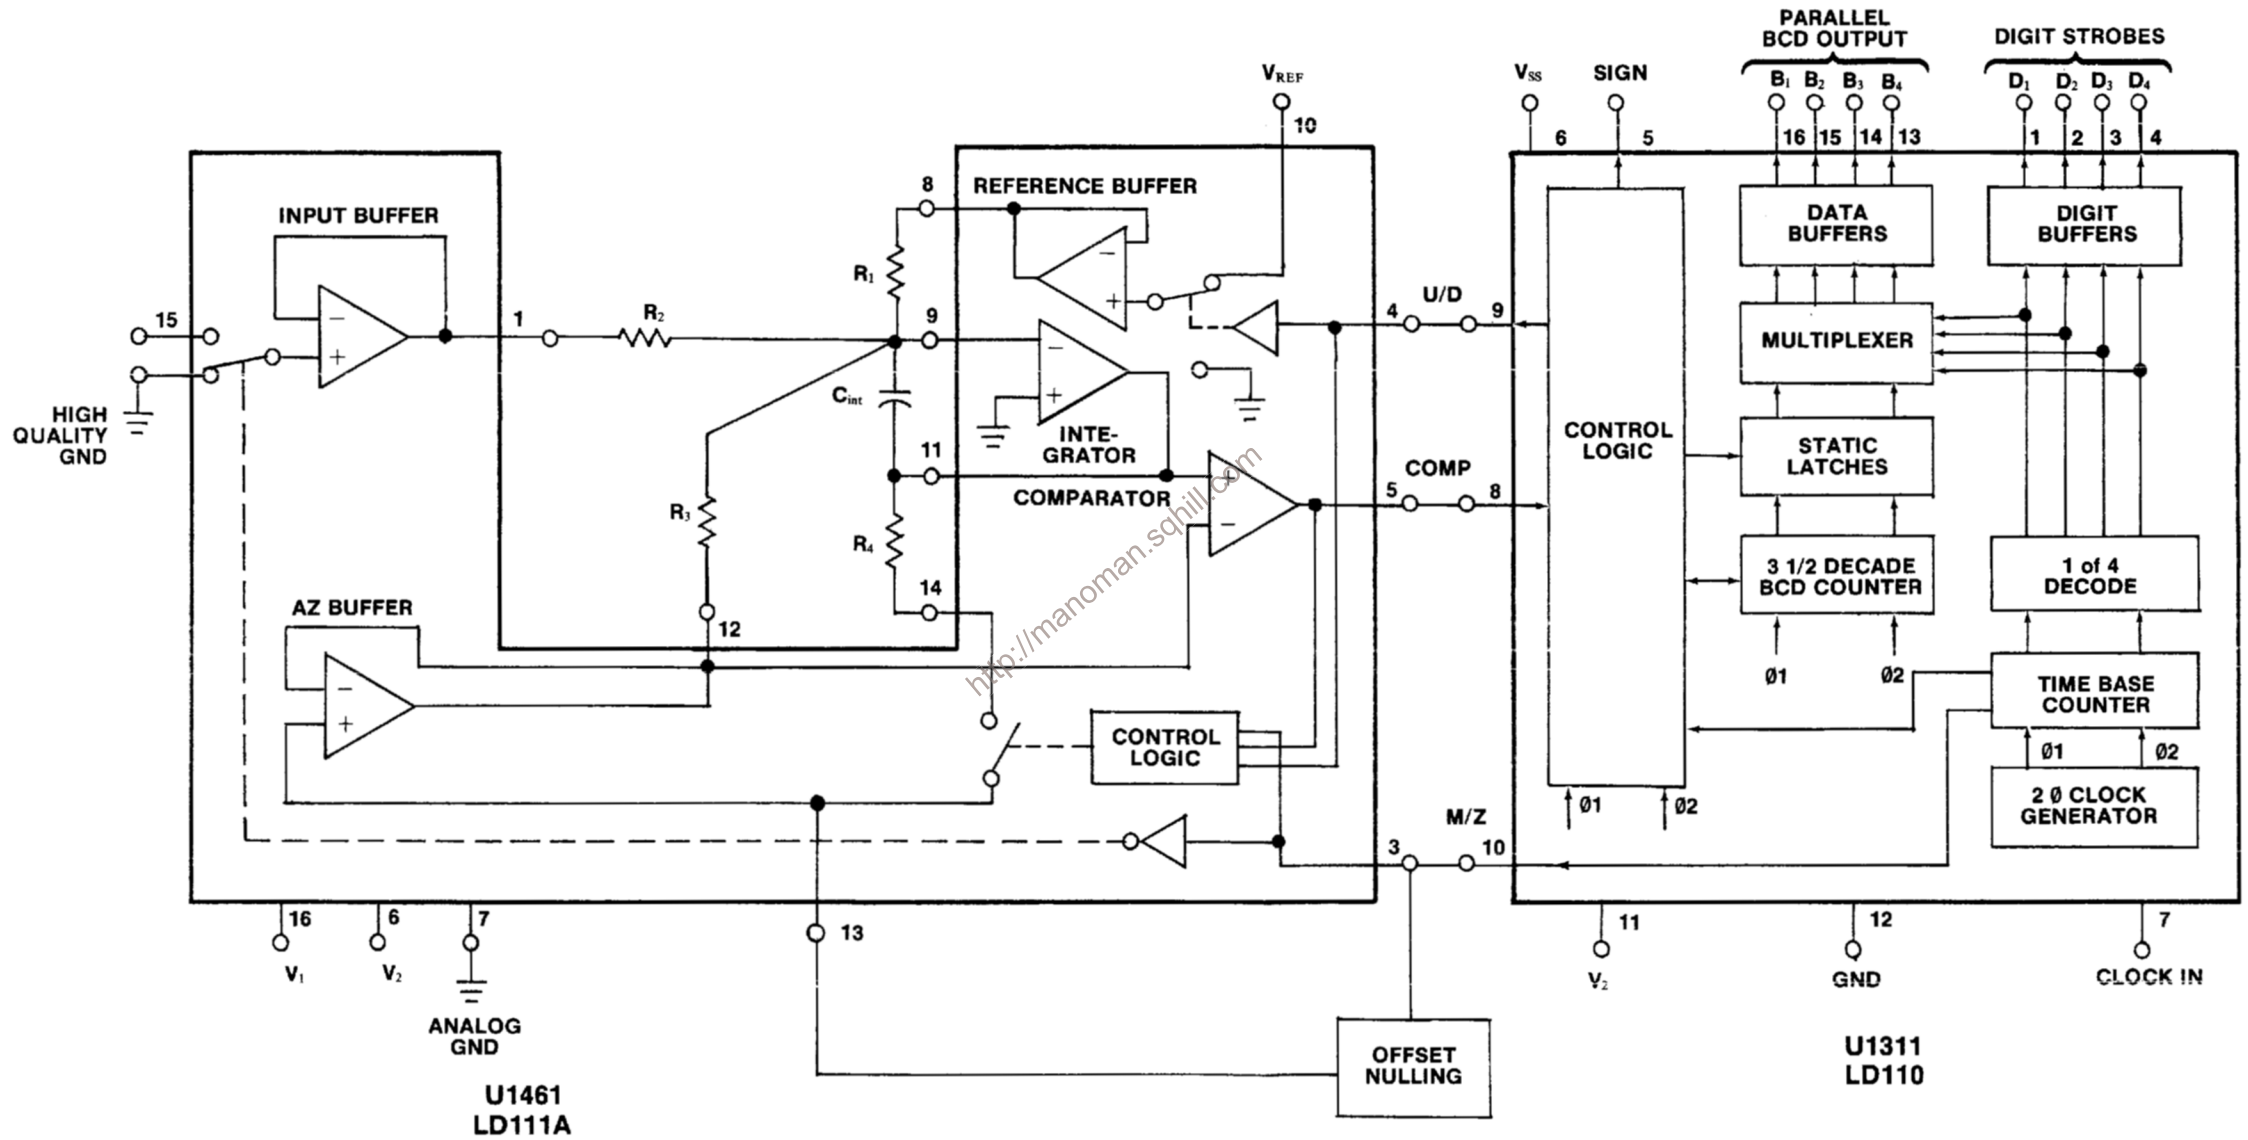 PARALLEL
BCD OUTPUT
DIGIT STROBES
VREF
VSS
SIGN
B1 B2 B3 B4
D1 D2 D3 D4
10
6 5 16 15 14 13 1 2 3 4
8
REFERENCE BUFFER
INPUT BUFFER
DATA
BUFFERS
DIGIT
BUFFERS
−
+
R1
−
+
U/D
15
1
R2
9
4 9
−
+
MULTIPLEXER
HIGH
QUALITY
GND
Cint
INTE-
GRATOR
CONTROL
LOGIC
STATIC
LATCHES
11
COMPARATOR
COMP
5 8
+
−
R3
R4
3 1/2 DECADE
BCD COUNTER
1 of 4
DECODE
14
AZ BUFFER
12
http://manoman.sqhill.com
−
+
Ø1 Ø2
TIME BASE
COUNTER
CONTROL
LOGIC
Ø1 Ø2
2 Ø CLOCK
GENERATOR
Ø1 Ø2
M/Z
3 10
16 6 7
13
11 12 7
V1 V2
V2 GND CLOCK IN
ANALOG
GND
OFFSET
NULLING
U1461
LD111A
U1311
LD110